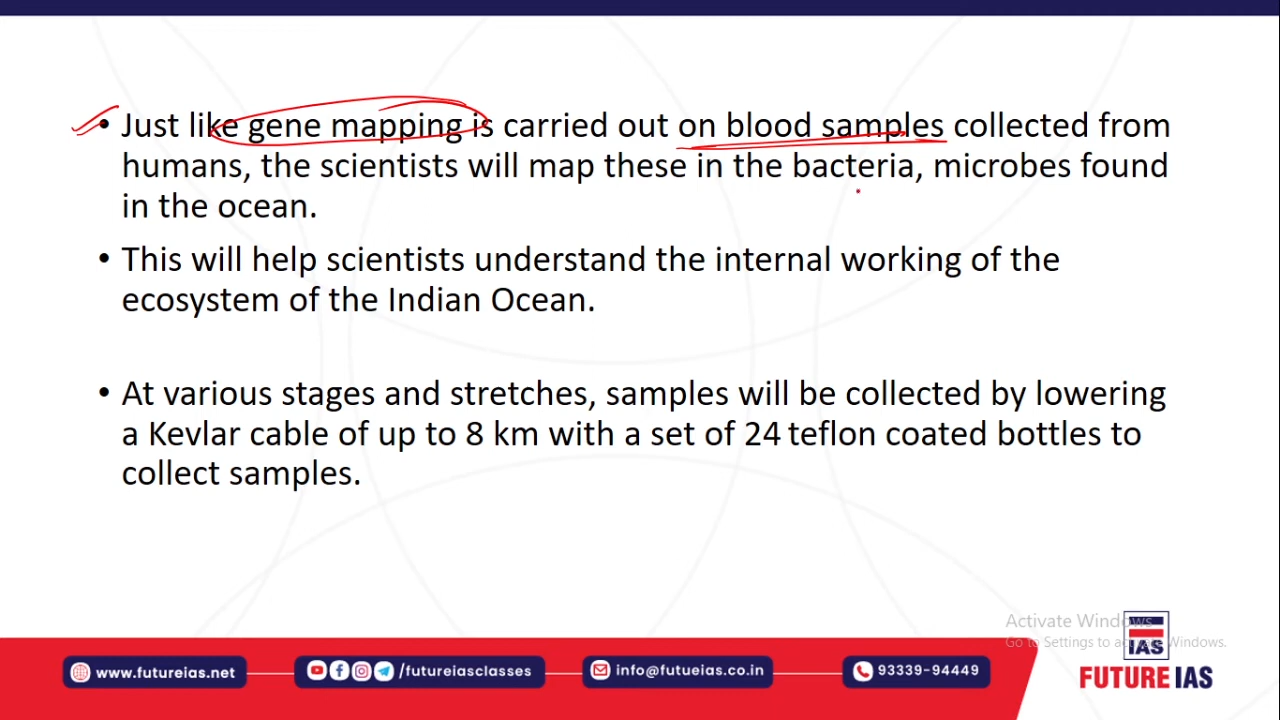 • Just like gene mapping is carried out on blood samples collected from
humans, the scientists will map these in the bacteria, microbes found
in the ocean.
• This will help scientists understand the internal working of the
ecosystem of the Indian Ocean.
• At various stages and stretches, samples will be collected by lowering
a Kevlar cable of up to 8 km with a set of 24 teflon coated bottles to
collect samples.
Activate Windows
Go to Settings to activate Windows.
IAS
www.futureias.net
/futureiasclasses
info@futueias.co.in
93339-94449
FUTURE IAS